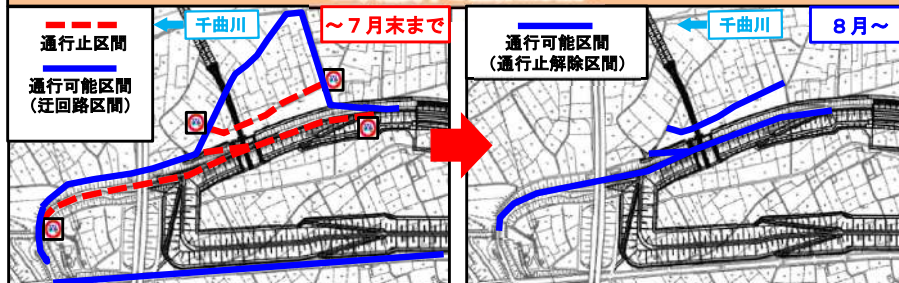 通行止区間
通行可能区間
(迂回路区間)
千曲川
～７月末まで
通行可能区間
(通行止解除区間)
千曲川
８月～